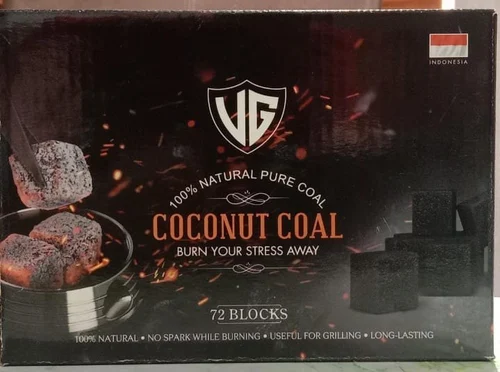 INDONESIA
VG
100% NATURAL PURE COAL
COCONUT COAL
BURN YOUR STRESS AWAY
72 BLOCKS
100% NATURAL • NO SPARK WHILE BURNING • USEFUL FOR GRILLING • LONG-LASTING